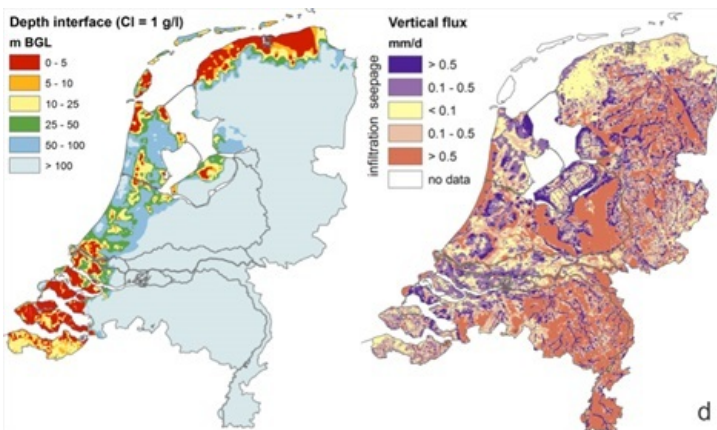 Depth interface (Cl = 1 g/l)
m BGL
0 - 5
5 - 10
10 - 25
25 - 50
50 - 100
> 100
Vertical flux
mm/d
> 0.5
0.1 - 0.5
< 0.1
0.1 - 0.5
> 0.5
no data
infiltration seepage
d